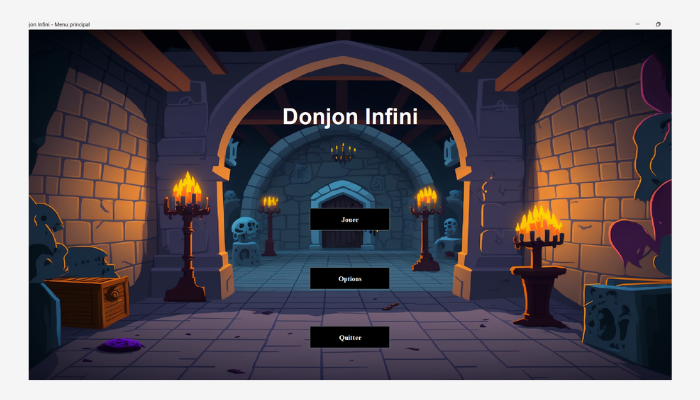 jon Infini - Menu principal
Donjon Infini
Jouer
Options
Quitter